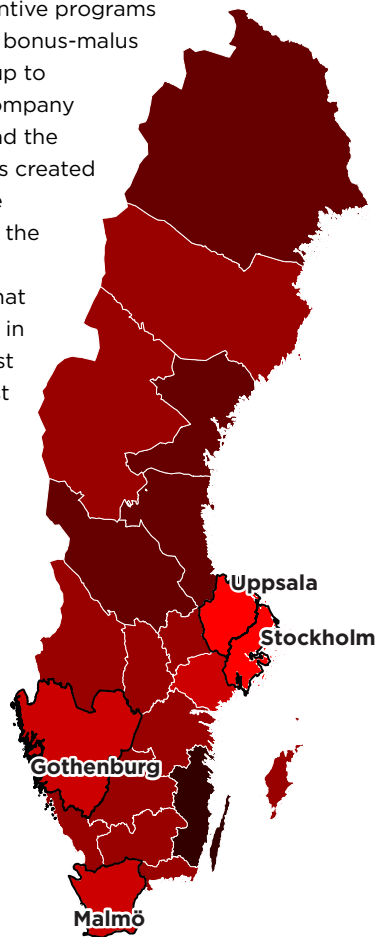 ntive programs
bonus-malus
up to
ompany
nd the
s created
e
the
hat
in
st
t
Uppsala
Stockholm
Gothenburg
Malmö